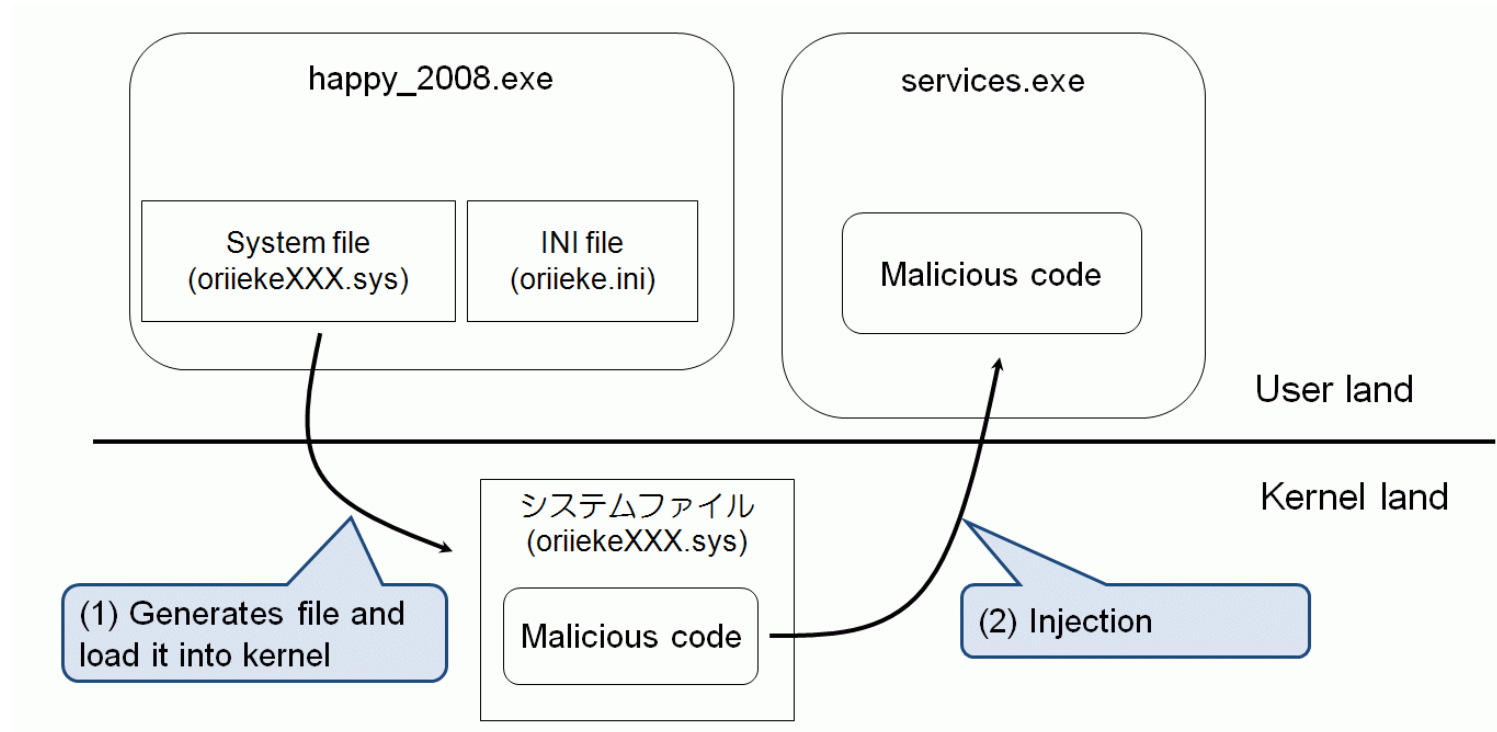 happy_2008.exe
System file
(oriiekeXXX.sys)
INI file
(oriieke.ini)
services.exe
Malicious code
User land
Kernel land
システムファイル
(oriiekeXXX.sys)
Malicious code
(1) Generates file and
load it into kernel
(2) Injection